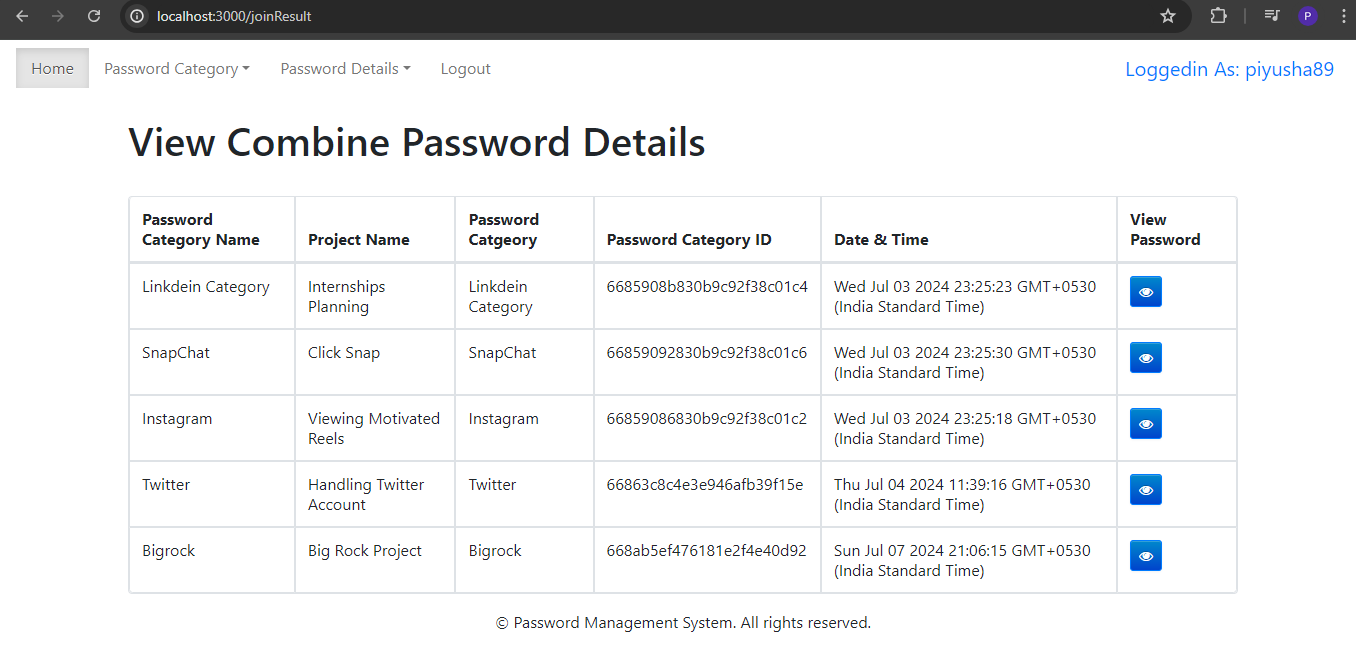 localhost:3000/joinResult
P
Home Password Category Password Details Logout Loggedin As: piyusha89
View Combine Password Details
Password Category Name Project Name Password Catgeory Password Category ID Date & Time View Password
Linkdein Category Internships Planning Linkdein Category 6685908b830b9c92f38c01c4 Wed Jul 03 2024 23:25:23 GMT+0530 (India Standard Time)
SnapChat Click Snap SnapChat 66859092830b9c92f38c01c6 Wed Jul 03 2024 23:25:30 GMT+0530 (India Standard Time)
Instagram Viewing Motivated Reels Instagram 66859086830b9c92f38c01c2 Wed Jul 03 2024 23:25:18 GMT+0530 (India Standard Time)
Twitter Handling Twitter Account Twitter 66863c8c4e3e946afb39f15e Thu Jul 04 2024 11:39:16 GMT+0530 (India Standard Time)
Bigrock Big Rock Project Bigrock 668ab5ef476181e2f4e40d92 Sun Jul 07 2024 21:06:15 GMT+0530 (India Standard Time)
© Password Management System. All rights reserved.